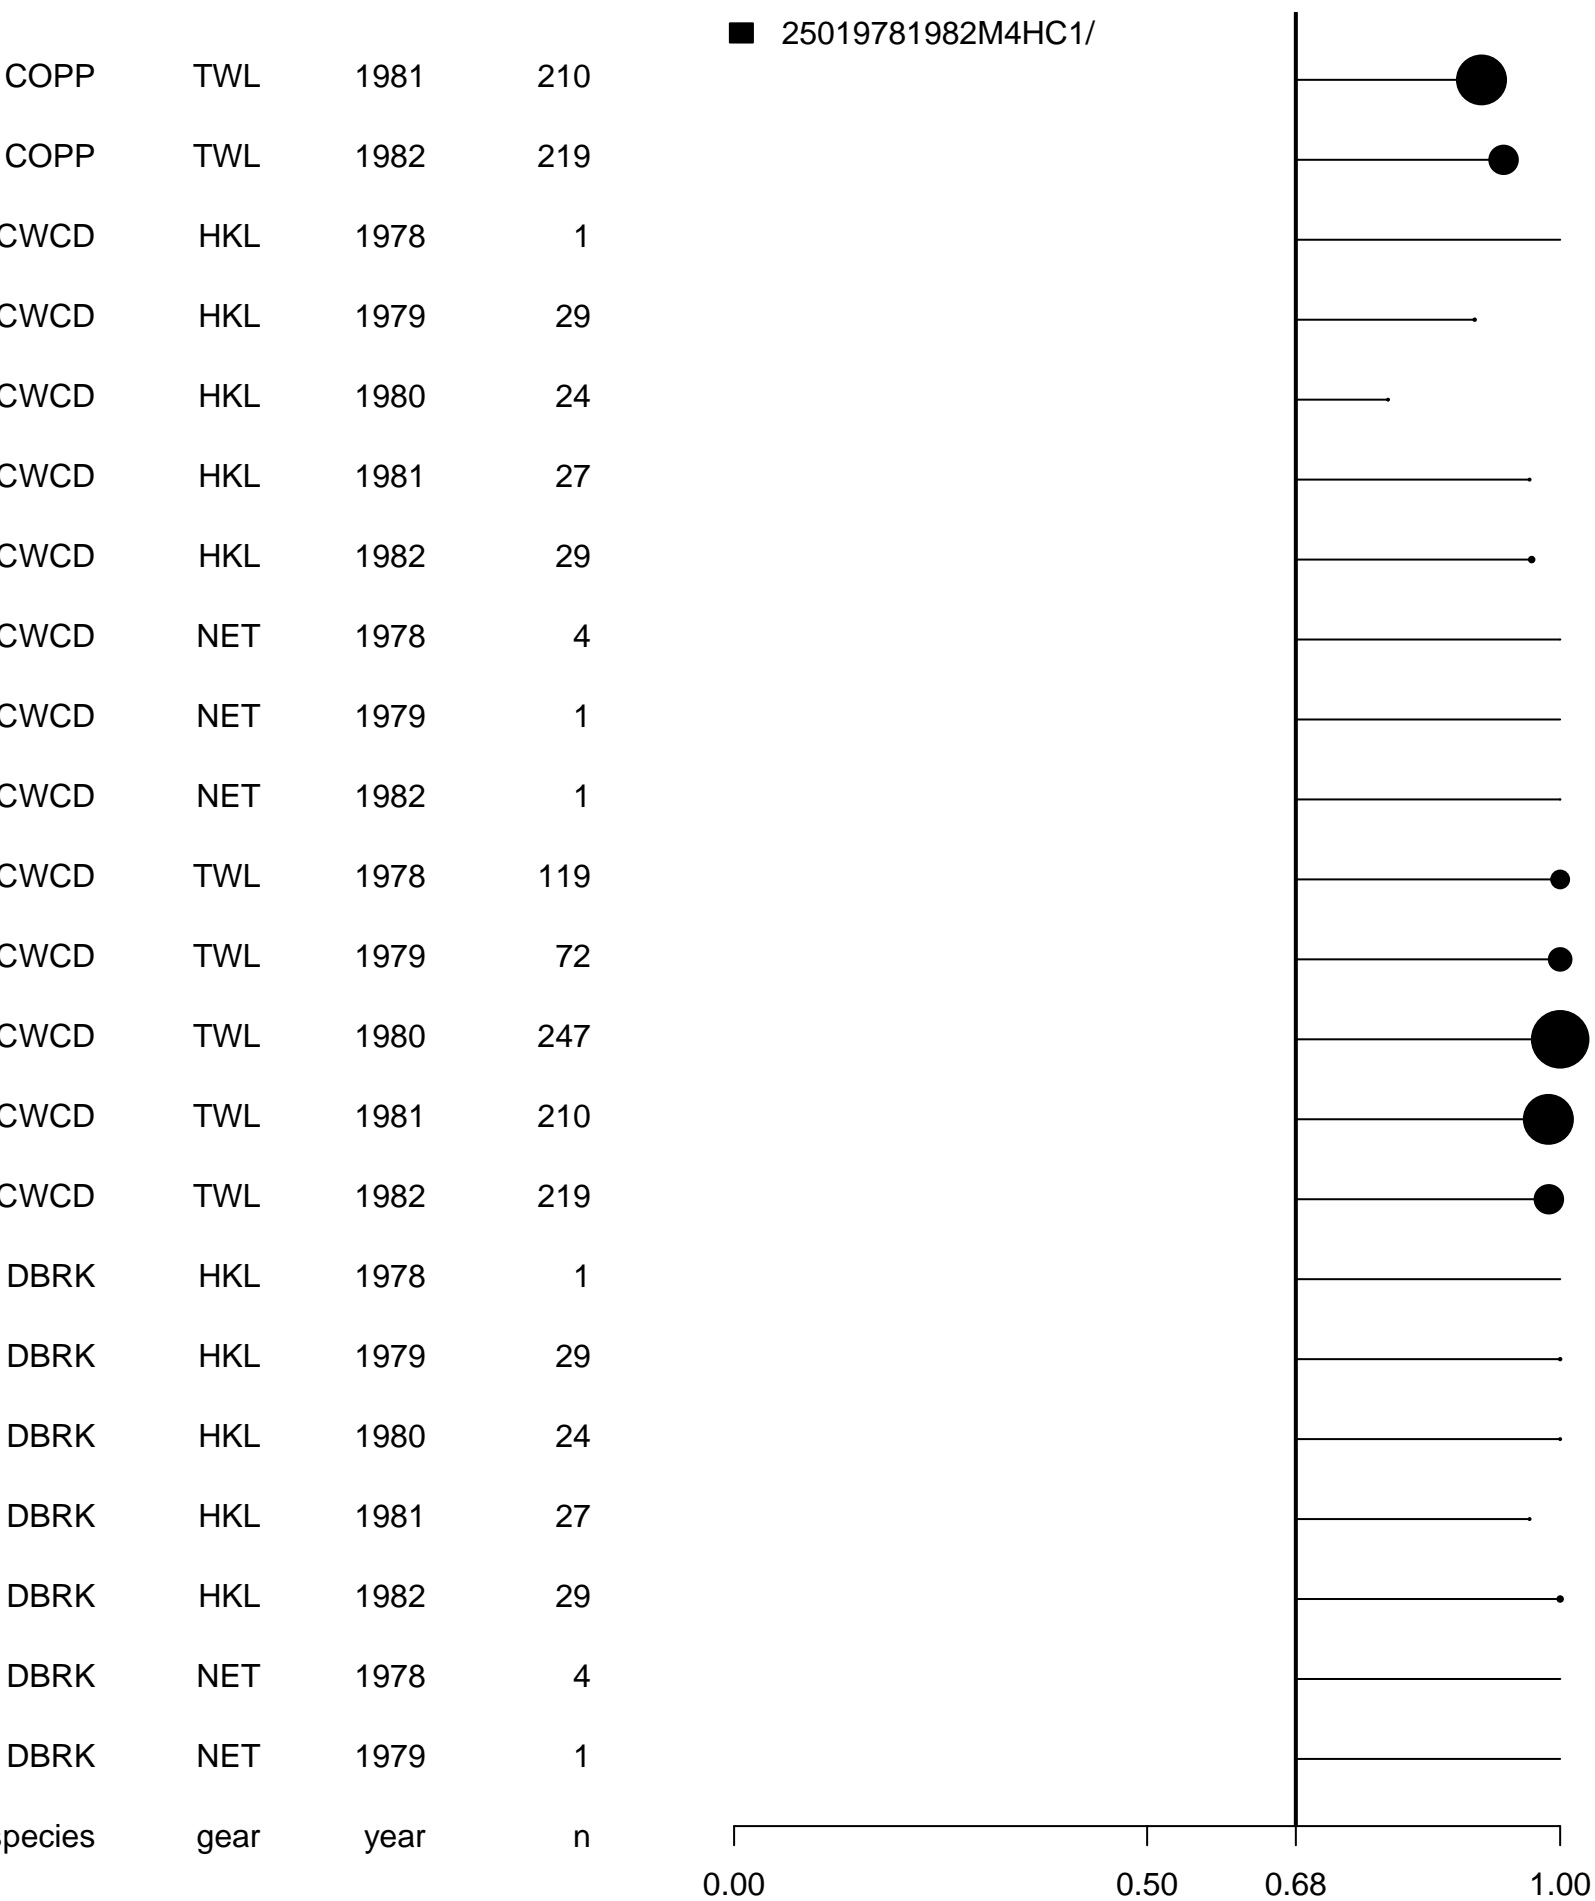 25019781982M4HC1/
COPP TWL 1981 210
COPP TWL 1982 219
CWCD HKL 1978 1
CWCD HKL 1979 29
CWCD HKL 1980 24
CWCD HKL 1981 27
CWCD HKL 1982 29
CWCD NET 1978 4
CWCD NET 1979 1
CWCD NET 1982 1
CWCD TWL 1978 119
CWCD TWL 1979 72
CWCD TWL 1980 247
CWCD TWL 1981 210
CWCD TWL 1982 219
DBRK HKL 1978 1
DBRK HKL 1979 29
DBRK HKL 1980 24
DBRK HKL 1981 27
DBRK HKL 1982 29
DBRK NET 1978 4
DBRK NET 1979 1
species gear year n
0.00 0.50 0.68 1.00